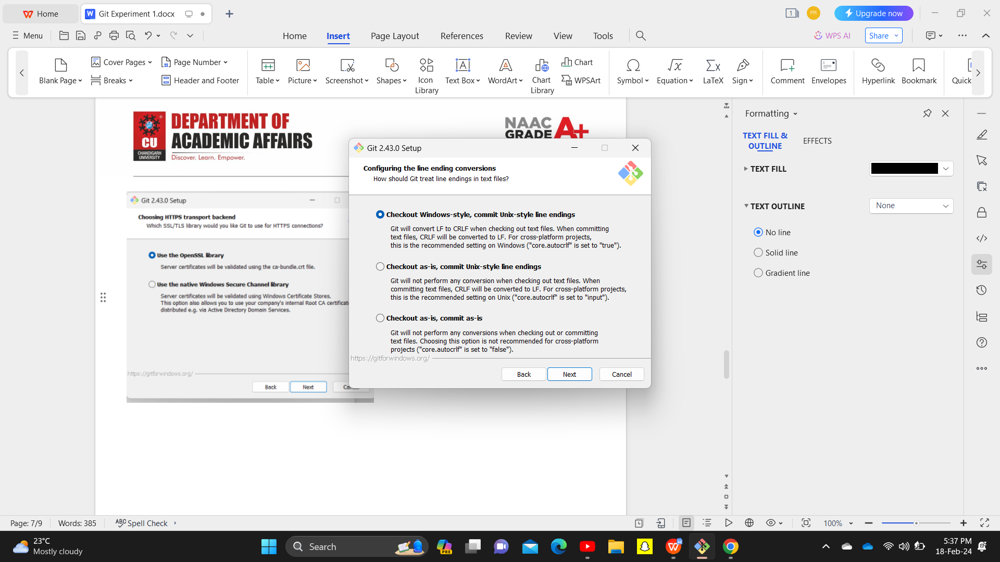 Home
Git Experiment 1.docx
1
PR
Upgrade now
Menu
Home
Insert
Page Layout
References
Review
View
Tools
WPS AI
Share
Blank Page
Cover Pages
Breaks
Page Number
Header and Footer
Table
Picture
Screenshot
Shapes
Icon
Library
Text Box
WordArt
Chart
Library
Chart
WPSArt
Symbol
Equation
LaTeX
Sign
Comment
Envelopes
Hyperlink
Bookmark
Quick
CU
CHANDIGARH
UNIVERSITY
DEPARTMENT OF
ACADEMIC AFFAIRS
Discover. Learn. Empower.
NAAC
GRADE
A+
Git 2.43.0 Setup
Choosing HTTPS transport backend
Which SSL/TLS library would you like Git to use for HTTPS connections?
Use the OpenSSL library
Server certificates will be validated using the ca-bundle.crt file.
Use the native Windows Secure Channel library
Server certificates will be validated using Windows Certificate Stores.
This option also allows you to use your company's internal Root CA certificate
distributed e.g. via Active Directory Domain Services.
https://gitforwindows.org/
Back
Next
Git 2.43.0 Setup
Configuring the line ending conversions
How should Git treat line endings in text files?
Checkout Windows-style, commit Unix-style line endings
Git will convert LF to CRLF when checking out text files. When committing
text files, CRLF will be converted to LF. For cross-platform projects,
this is the recommended setting on Windows ("core.autocrlf" is set to "true").
Checkout as-is, commit Unix-style line endings
Git will not perform any conversion when checking out text files. When
committing text files, CRLF will be converted to LF. For cross-platform projects,
this is the recommended setting on Unix ("core.autocrlf" is set to "input").
Checkout as-is, commit as-is
Git will not perform any conversions when checking out or committing
text files. Choosing this option is not recommended for cross-platform
projects ("core.autocrlf" is set to "false").
https://gitforwindows.org/
Back
Next
Cancel
Formatting
TEXT FILL &
OUTLINE
EFFECTS
TEXT FILL
TEXT OUTLINE
None
No line
Solid line
Gradient line
Page: 7/9
Words: 385
ABC Spell Check
100%
23°C
Mostly cloudy
Search
PRE
5:37 PM
18-Feb-24